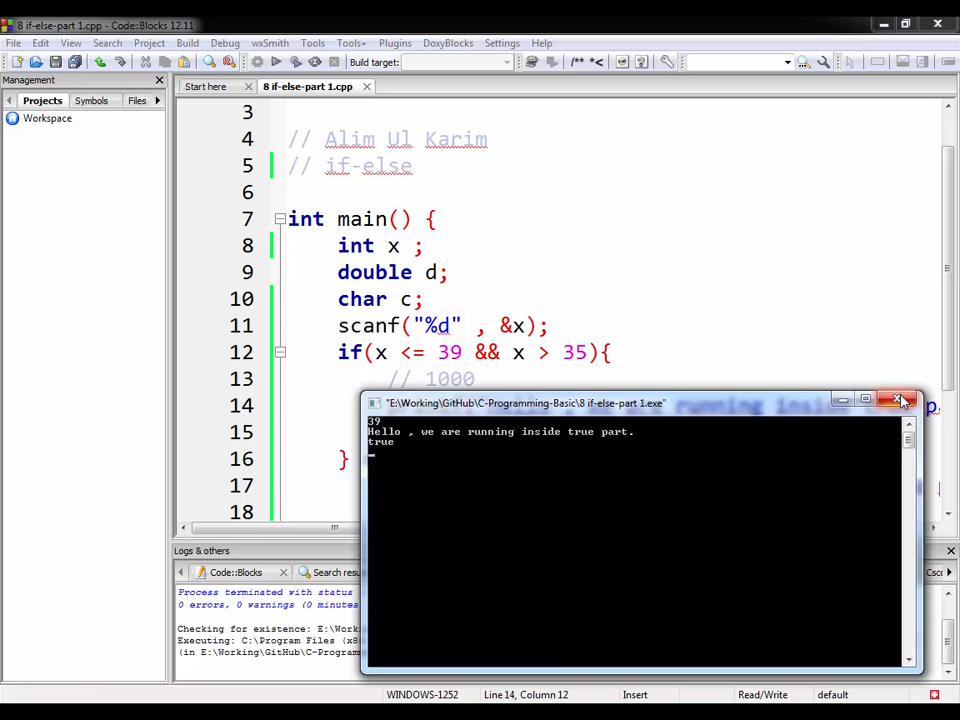 8 if-else-part 1.cpp - Code::Blocks 12.11
File Edit View Search Project Build Debug wxSmith Tools Tools+ Plugins DoxyBlocks Settings Help
Build target:
/** *<
Management
Projects Symbols Files
Workspace
Start here 8 if-else-part 1.cpp
3
4 // Alim Ul Karim
5 // if-else
6
7 int main() {
8 int x ;
9 double d;
10 char c;
11 scanf("%d" , &x);
12 if(x <= 39 && x > 35){
13 // 1000
14
15
16 }
17
18
"E:\Working\GitHub\C-Programming-Basic\8 if-else-part 1.exe"
39
Hello , we are running inside true part.
true
Logs & others
Code::Blocks Search resu
Process terminated with status
0 errors, 0 warnings (0 minutes
Checking for existence: E:\Work
Executing: C:\Program Files (x8
(in E:\Working\GitHub\C-Progra
WINDOWS-1252 Line 14, Column 12 Insert Read/Write default